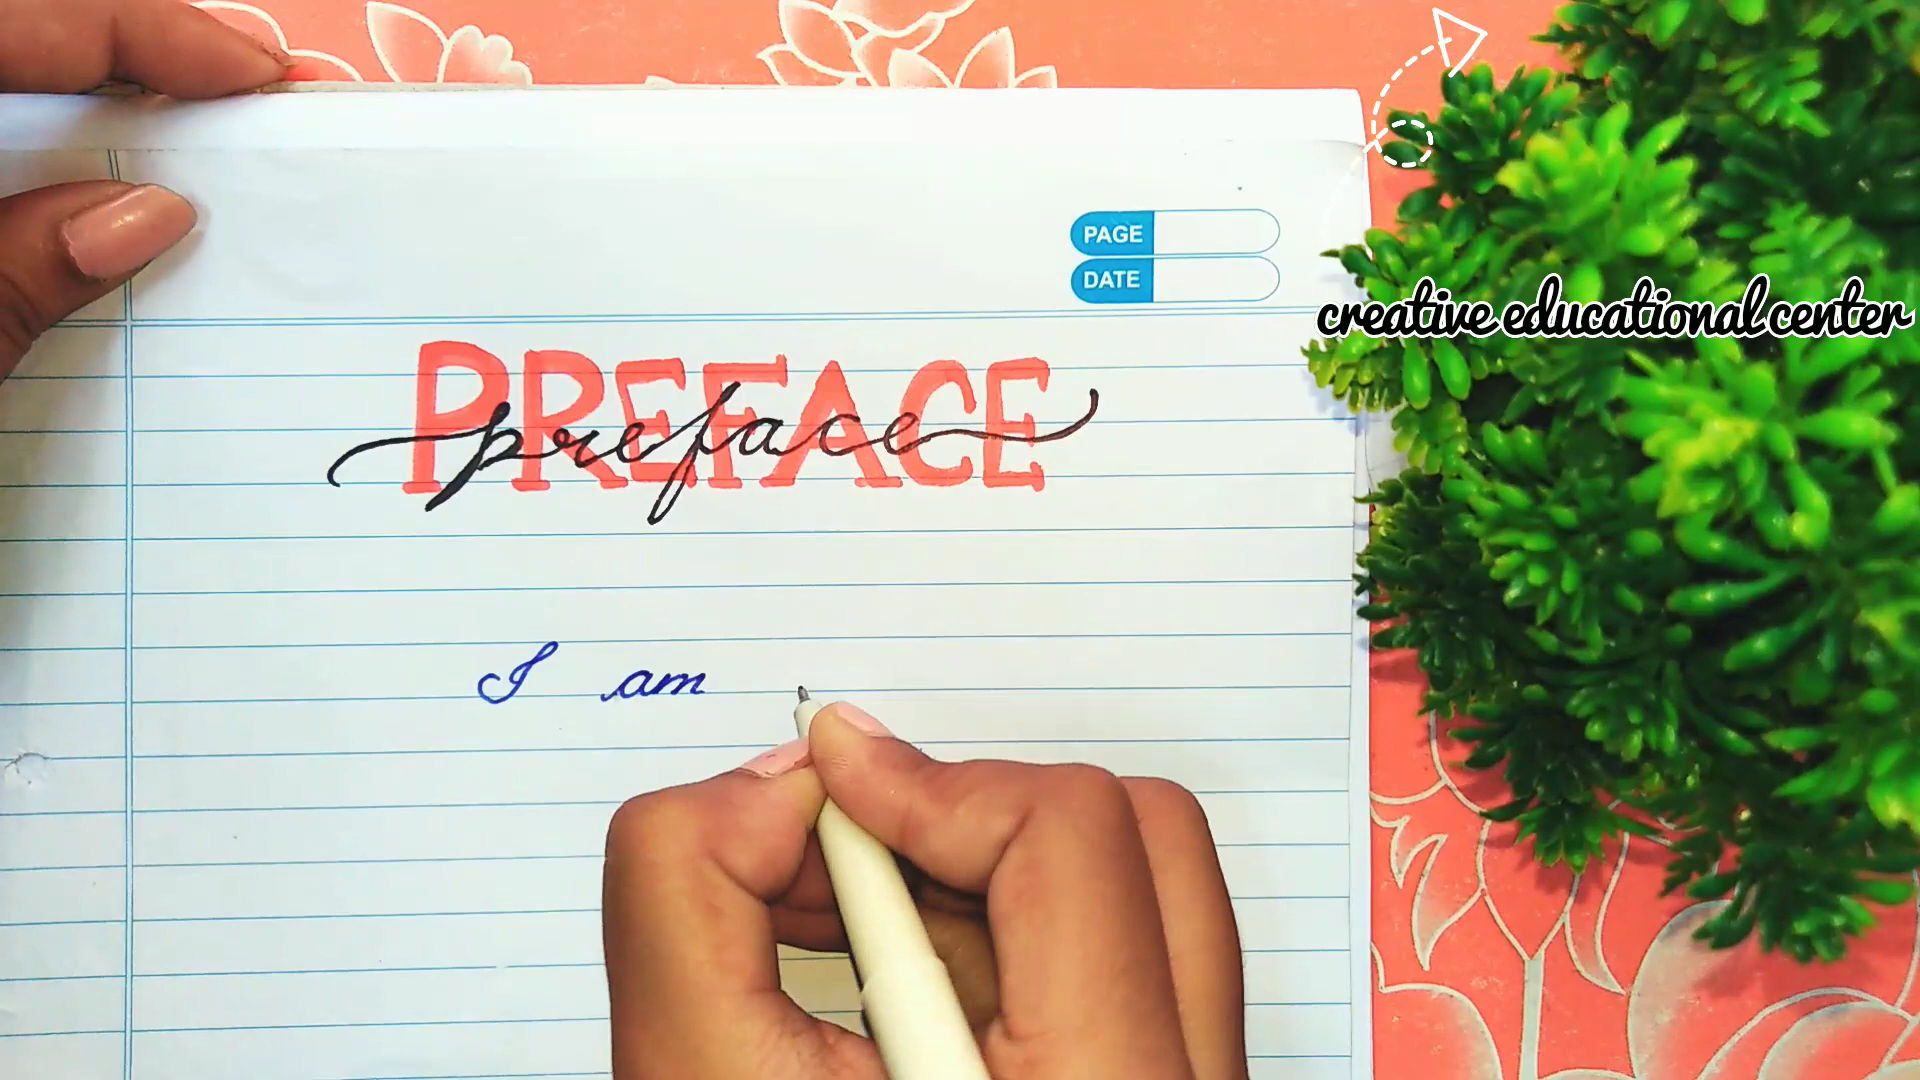 PAGE
DATE
creative educational center
PREFACE
preface
I am